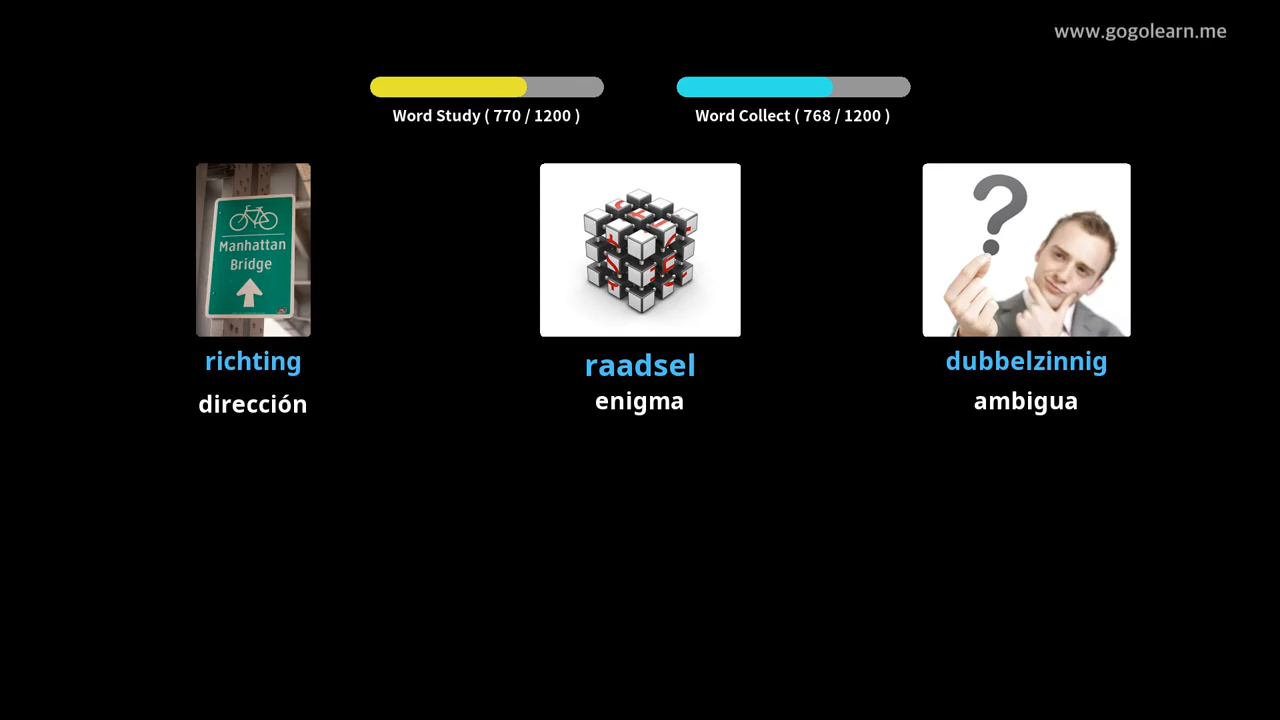 www.gogolearn.me
Word Study ( 770 / 1200 )
Word Collect ( 768 / 1200 )
Manhattan
Bridge
richting
raadsel
dubbelzinnig
dirección
enigma
ambigua